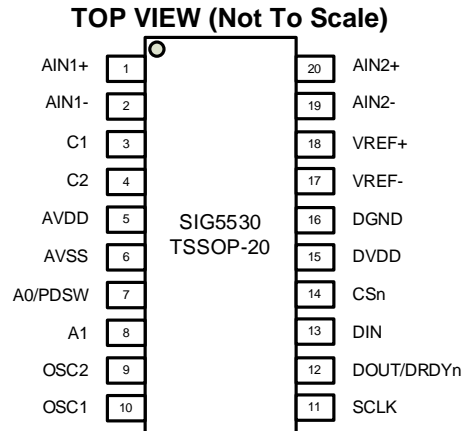 TOP VIEW (Not To Scale)
AIN1+ 1 20 AIN2+
AIN1- 2 19 AIN2-
C1 3 18 VREF+
C2 4 17 VREF-
AVDD 5 16 DGND
SIG5530
AVSS 6 15 DVDD
TSSOP-20
A0/PDSW 7 14 CSn
A1 8 13 DIN
OSC2 9 12 DOUT/DRDYn
OSC1 10 11 SCLK